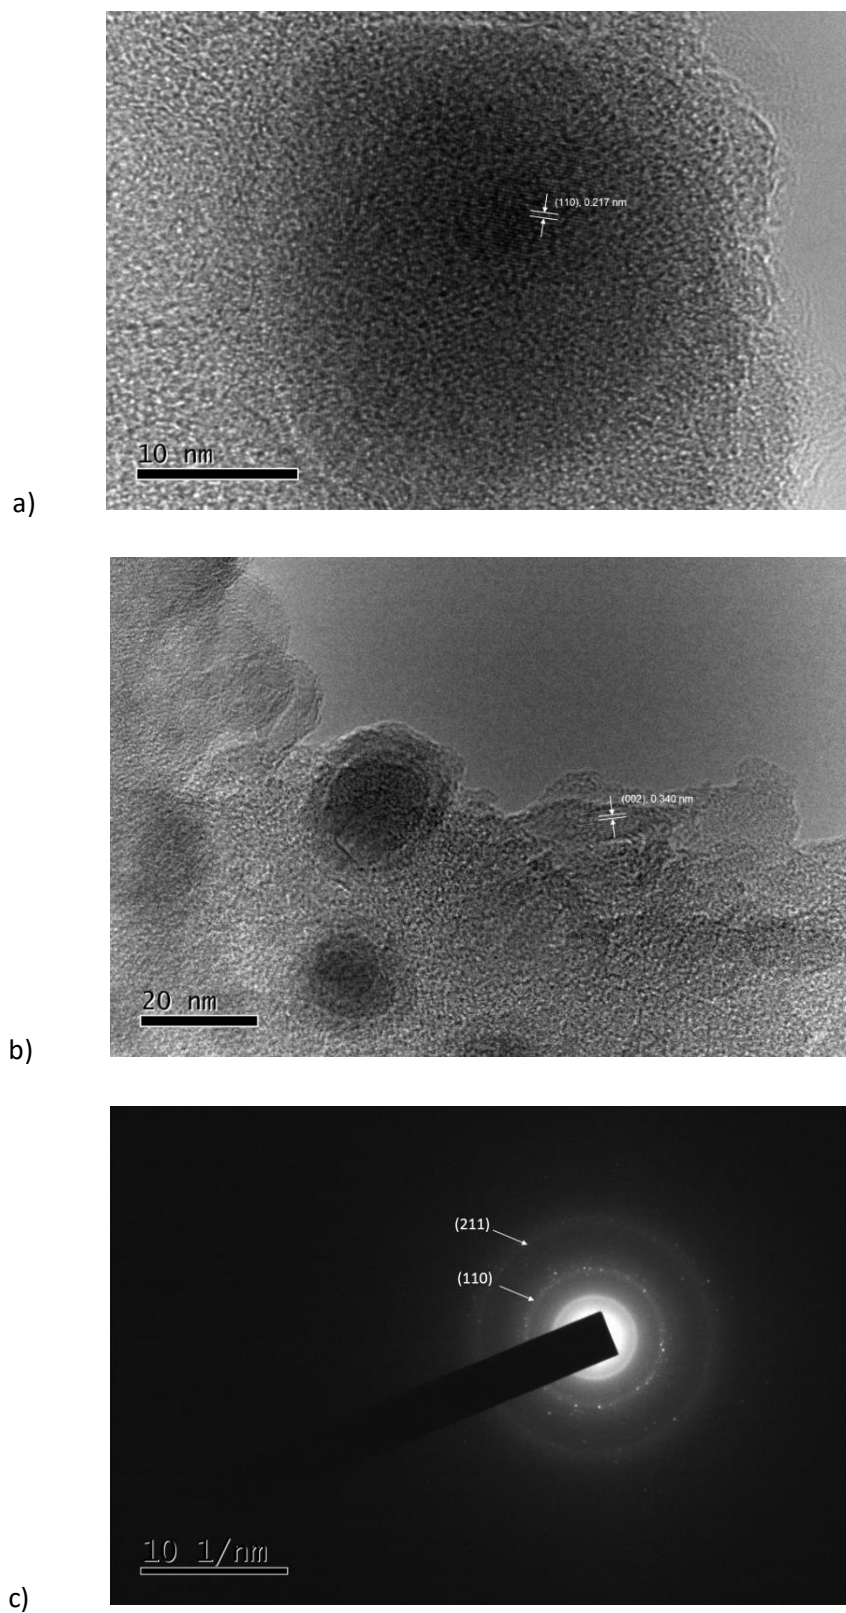 (110), 0.217 nm
10 nm
a)
(002), 0.340 nm
20 nm
b)
(211)
(110)
10 1/nm
c)